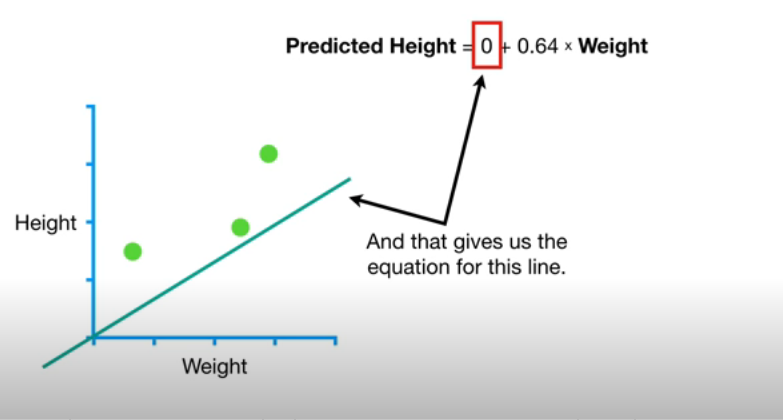 Predicted Height = 0 + 0.64 × Weight
Height
And that gives us the
equation for this line.
Weight